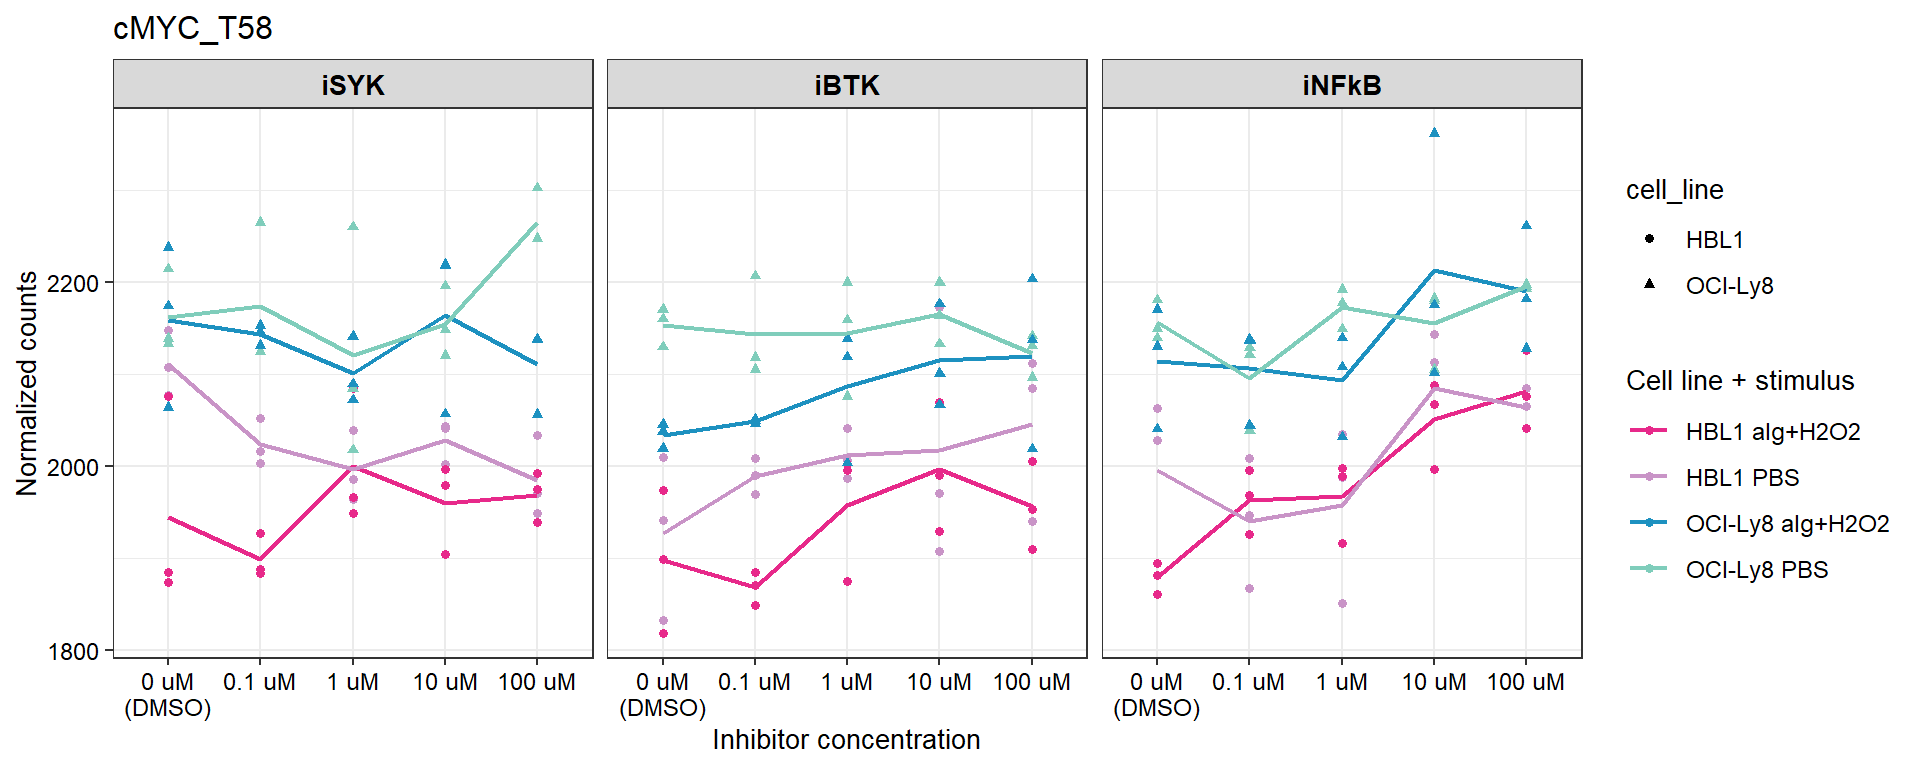 cMYC_T58
iSYK
iBTK
iNFkB
Normalized counts
2200
2000
1800
0 uM
(DMSO)
0.1 uM
1 uM
10 uM
100 uM
0 uM
(DMSO)
0.1 uM
1 uM
10 uM
100 uM
0 uM
(DMSO)
0.1 uM
1 uM
10 uM
100 uM
Inhibitor concentration
cell_line
HBL1
OCI-Ly8
Cell line + stimulus
HBL1 aIg+H2O2
HBL1 PBS
OCI-Ly8 aIg+H2O2
OCI-Ly8 PBS